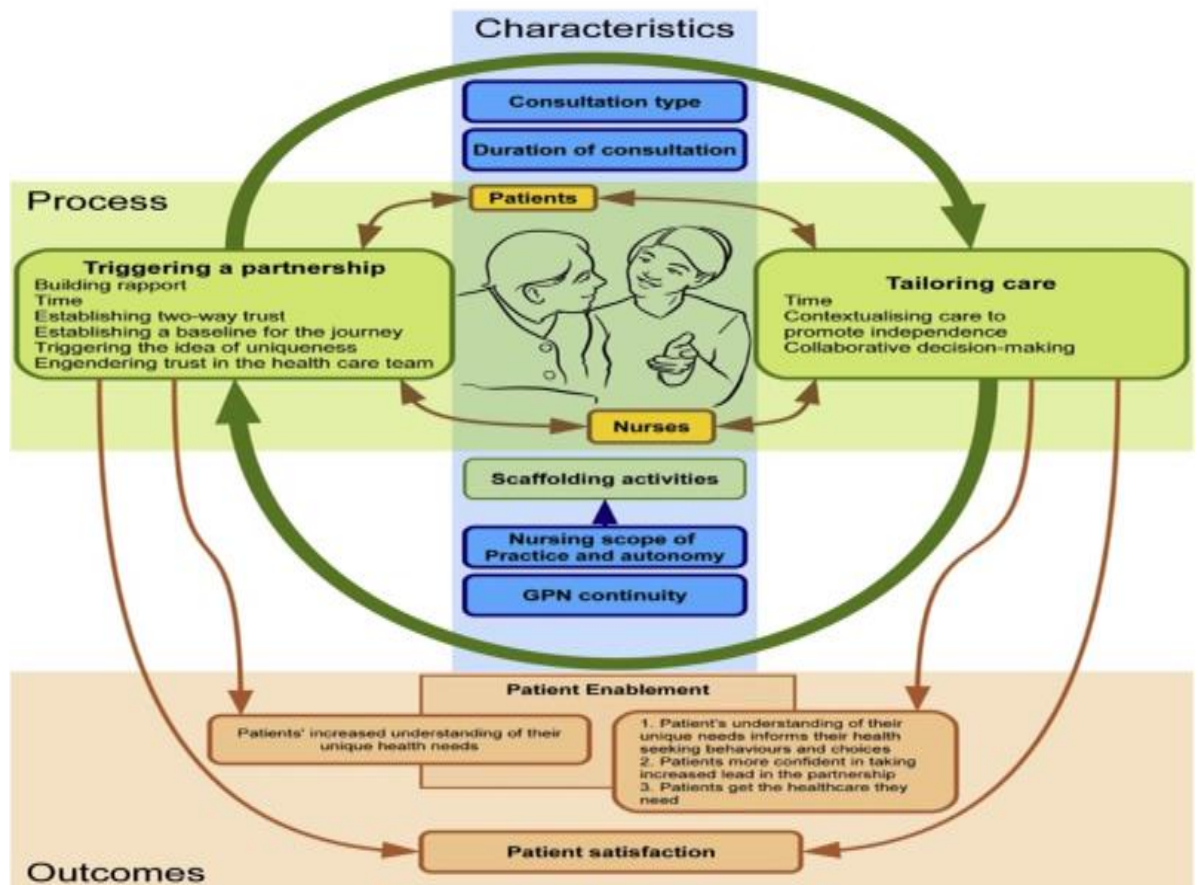 Characteristics
Consultation type
Duration of consultation
Process
Patients
Triggering a partnership
Building rapport
Time
Establishing two-way trust
Establishing a baseline for the journey
Triggering the idea of uniqueness
Engendering trust in the health care team
Tailoring care
Time
Contextualising care to
promote independence
Collaborative decision-making
Nurses
Scaffolding activities
Nursing scope of
Practice and autonomy
GPN continuity
Patient Enablement
Patients' increased understanding of their
unique health needs
1. Patient's understanding of their
unique needs informs their health
seeking behaviours and choices
2. Patients more confident in taking
increased lead in the partnership
3. Patients get the healthcare they
need
Patient satisfaction
Outcomes